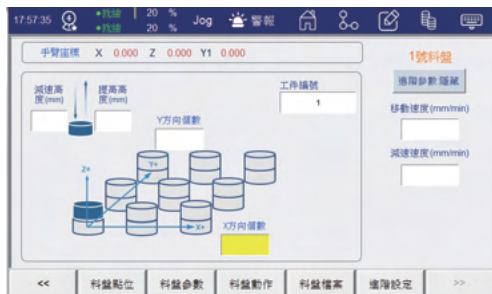 17:57:35 •找緣 20 % Jog 警報
•找緣 20 %
手臂座標 X 0.000 Z 0.000 Y1 0.000
1號料盤
減速高度(mm)
提高高度(mm)
工件編號
1
進階參數隱藏
移動速度(mm/min)
Y方向個數
減速速度(mm/min)
Z+
Y+
X+
X方向個數
<< 料盤點位 料盤參數 料盤動作 料盤檔案 進階設定 >>